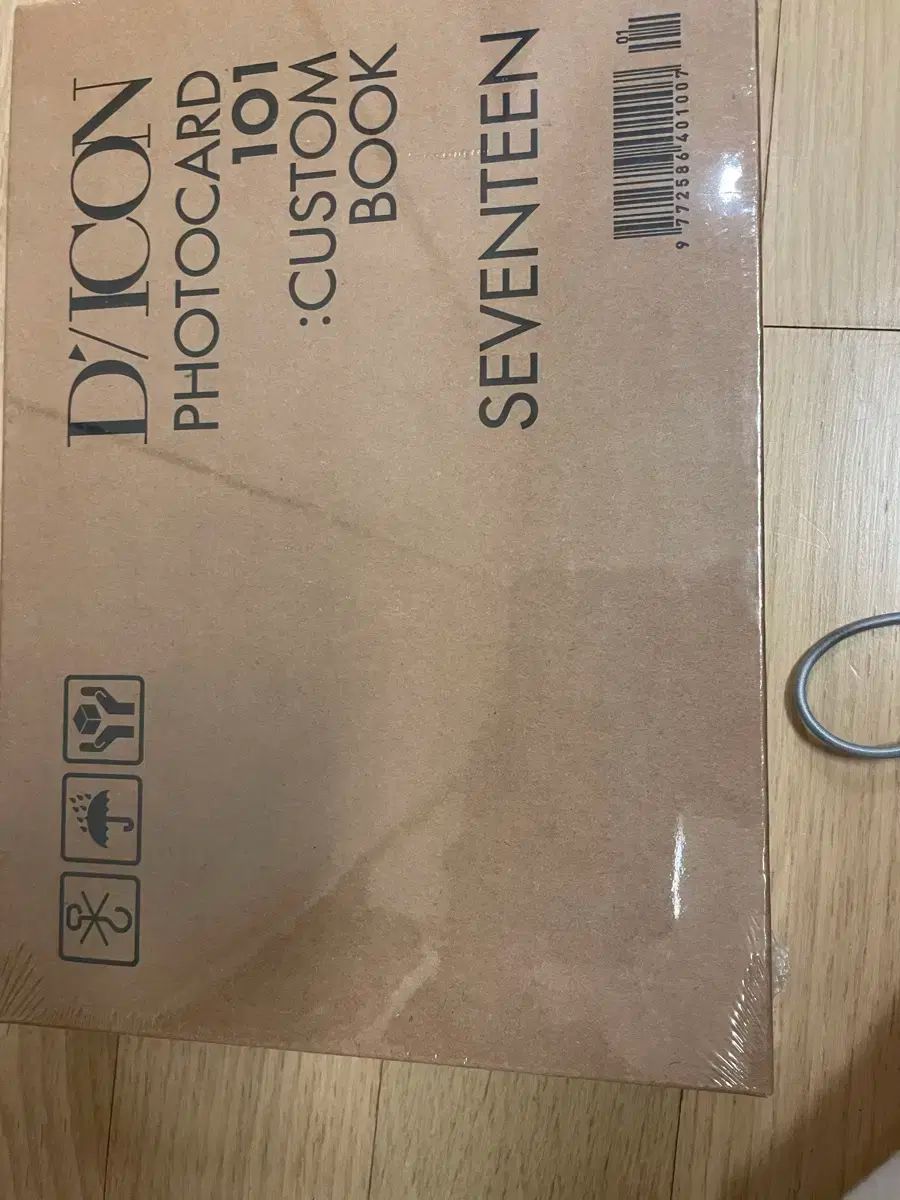 D'/ICON
PHOTOCARD
101
:CUSTOM
BOOK
SEVENTEEN
01
9 772586 401007